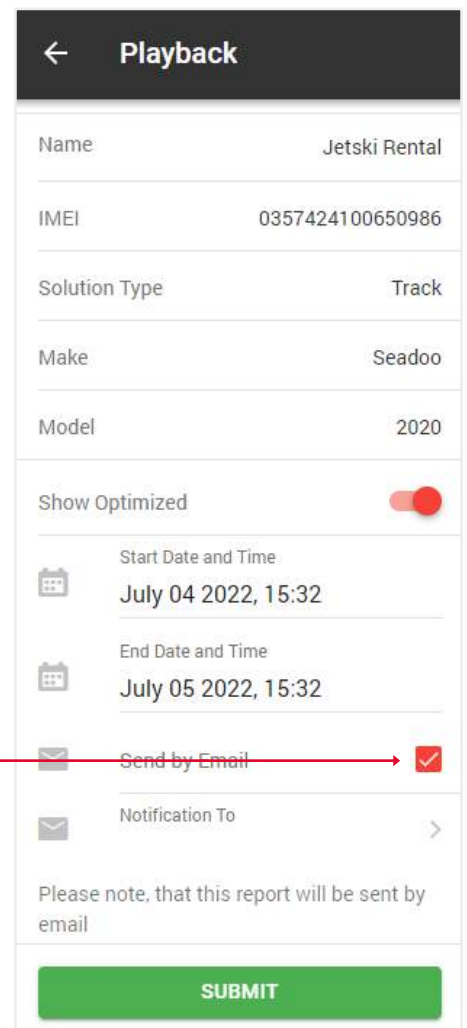 Playback
Name Jetski Rental
IMEI 0357424100650986
Solution Type Track
Make Seadoo
Model 2020
Show Optimized
Start Date and Time
July 04 2022, 15:32
End Date and Time
July 05 2022, 15:32
Send by Email
Notification To
Please note, that this report will be sent by
email
SUBMIT